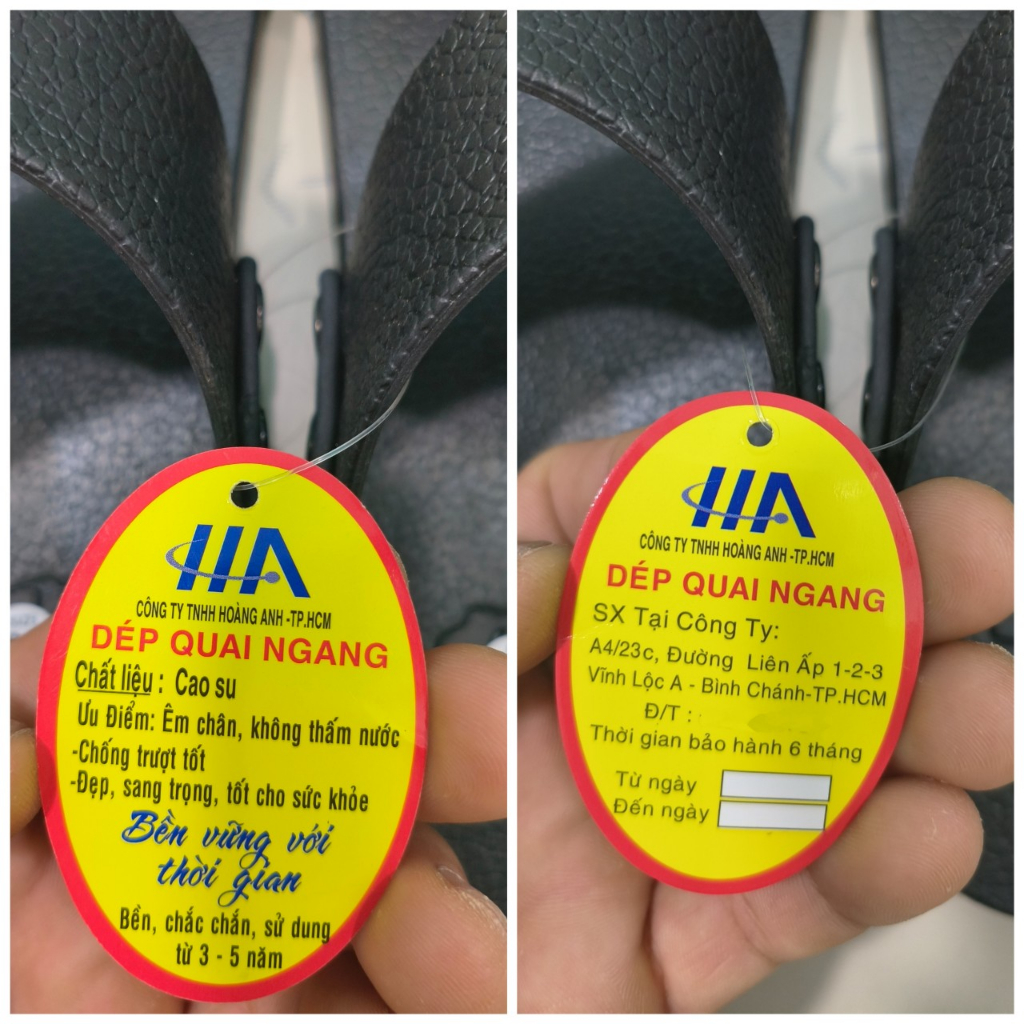 HA
CÔNG TY TNHH HOÀNG ANH -TP.HCM
DÉP QUAI NGANG
Chất liệu : Cao su
Ưu Điểm: Êm chân, không thấm nước
-Chống trượt tốt
-Đẹp, sang trọng, tốt cho sức khỏe
Bền vững với
thời gian
Bền, chắc chắn, sử dung
từ 3 - 5 năm
HA
CÔNG TY TNHH HOÀNG ANH -TP.HCM
DÉP QUAI NGANG
SX Tại Công Ty:
A4/23c, Đường Liên Ấp 1-2-3
Vĩnh Lộc A - Bình Chánh-TP.HCM
Đ/T :
Thời gian bảo hành 6 tháng
Từ ngày
Đến ngày